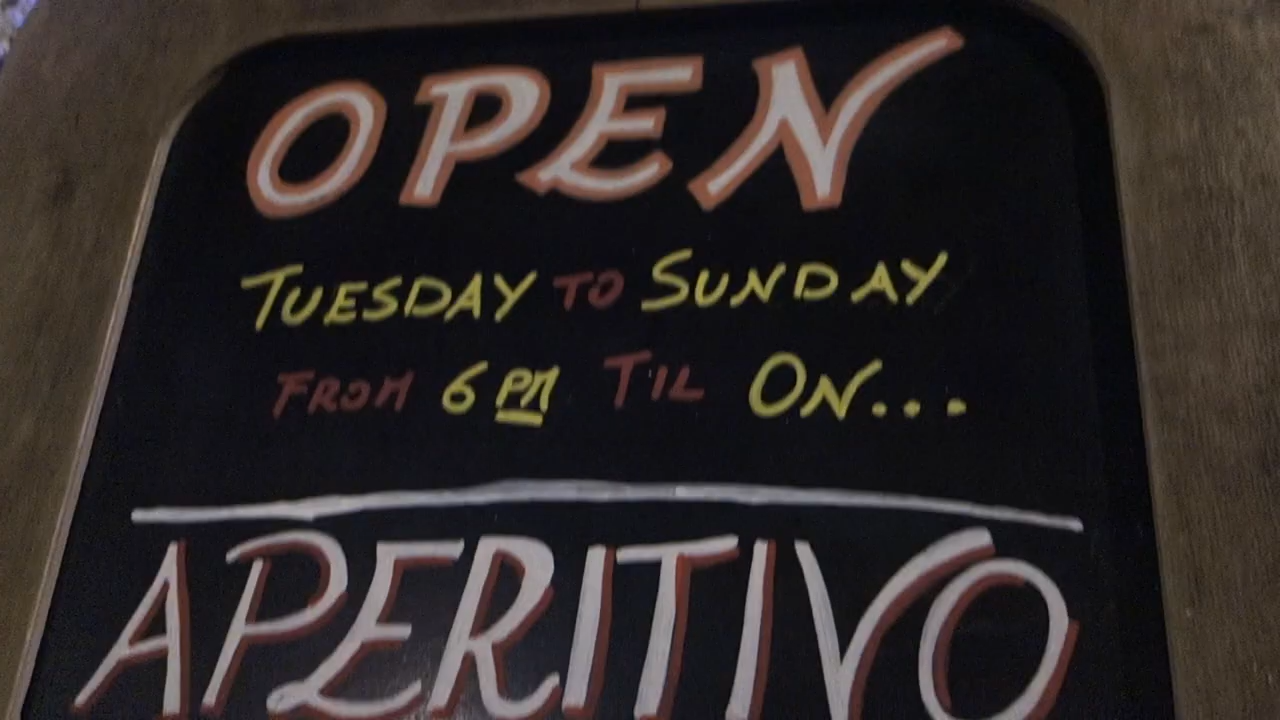 OPEN
TUESDAY TO SUNDAY
FROM 6PM TIL ON...
APERITIVO